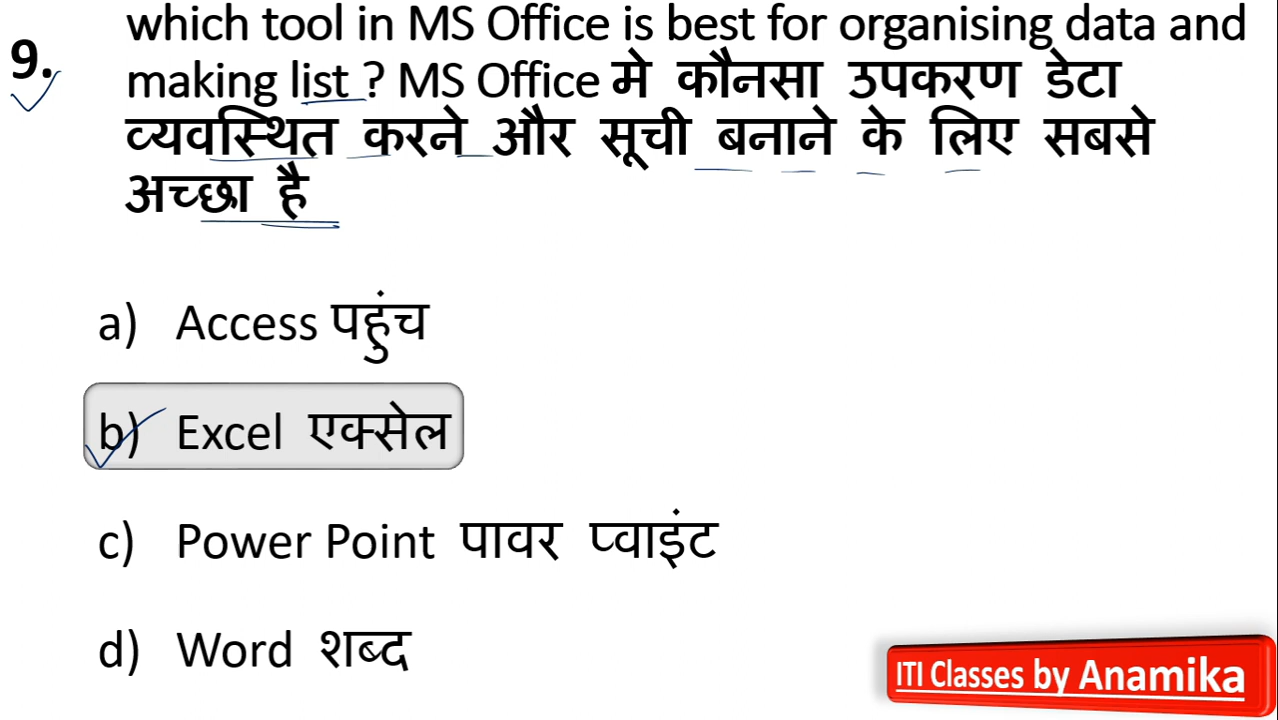 which tool in MS Office is best for organising data and
9. making list ? MS Office मे कौनसा उपकरण डेटा
व्यवस्थित करने और सूची बनाने के लिए सबसे
अच्छा है
a) Access पहुंच
b) Excel एक्सेल
c) Power Point पावर प्वाइंट
d) Word शब्द
ITI Classes by Anamika